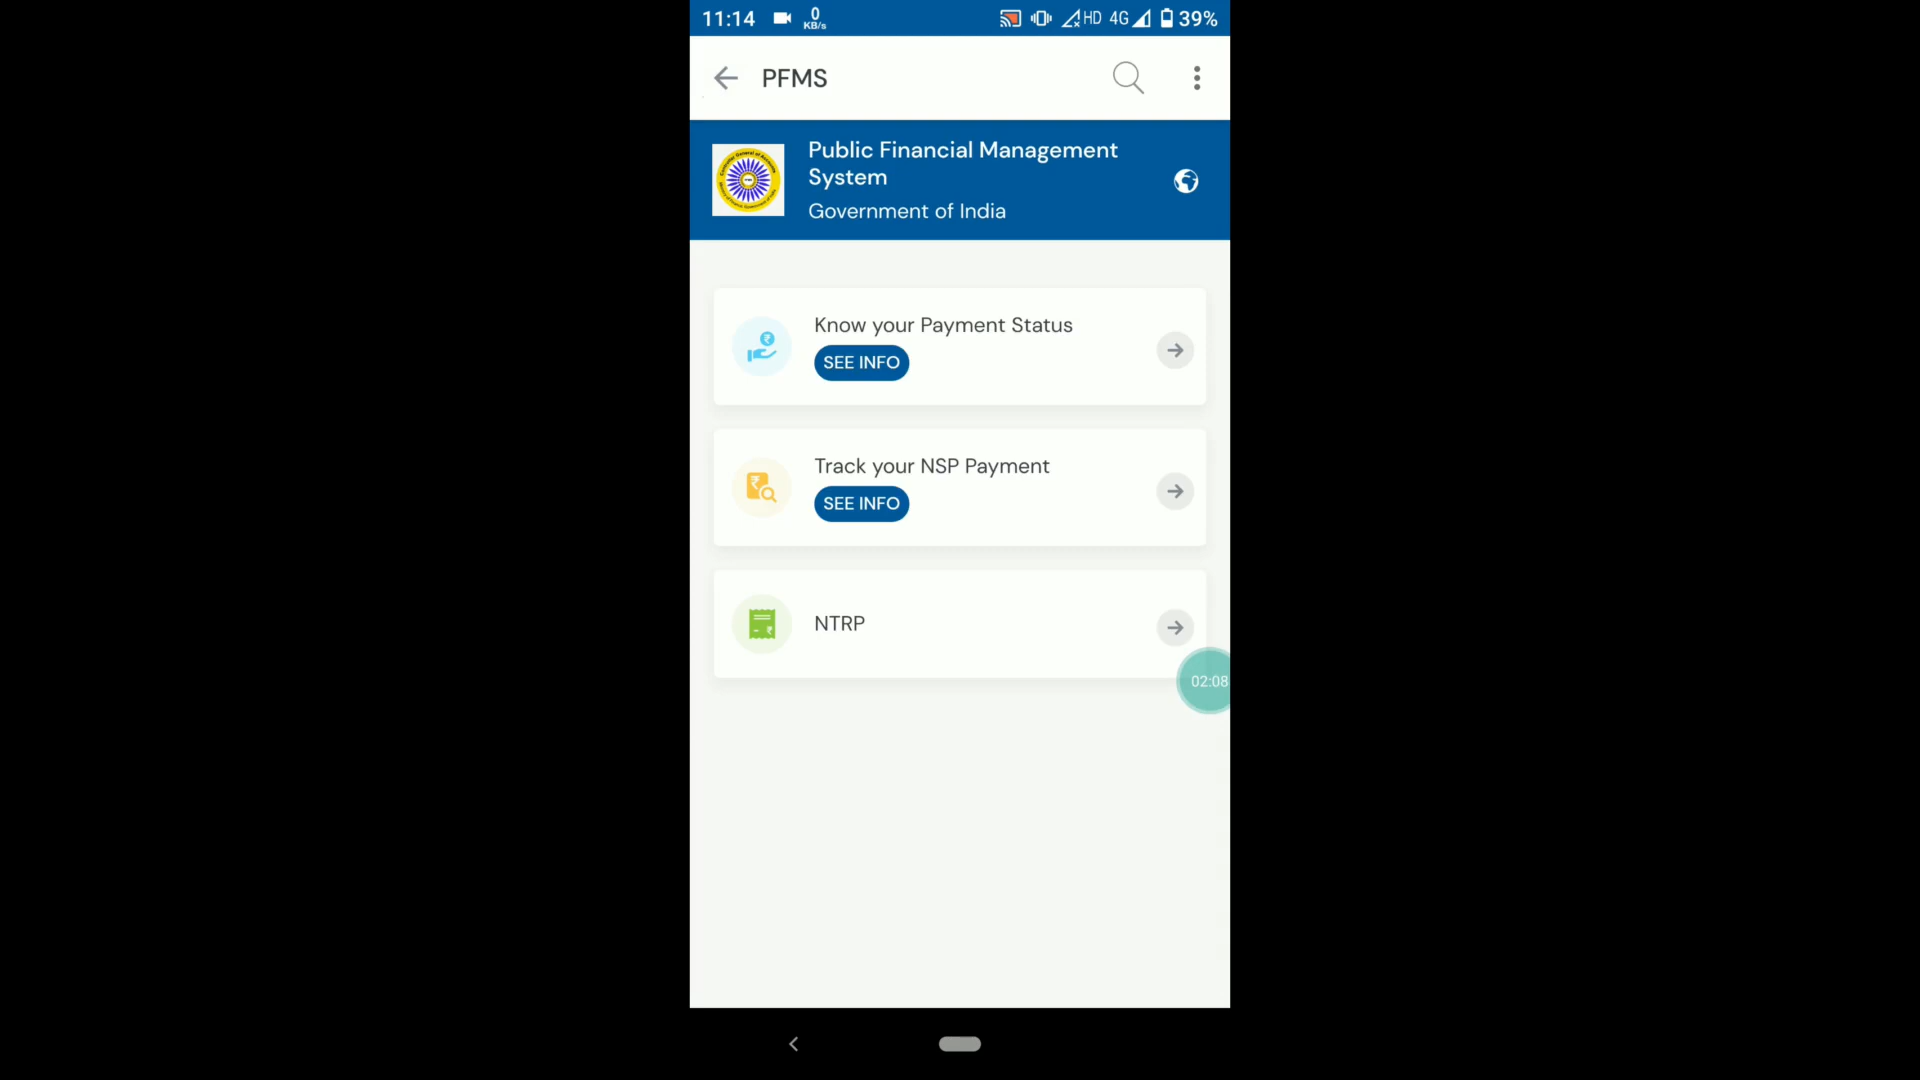 11:14 0 KB/s HD 4G 39%
PFMS
Public Financial Management
System
Government of India
Know your Payment Status
SEE INFO
Track your NSP Payment
SEE INFO
NTRP
02:08